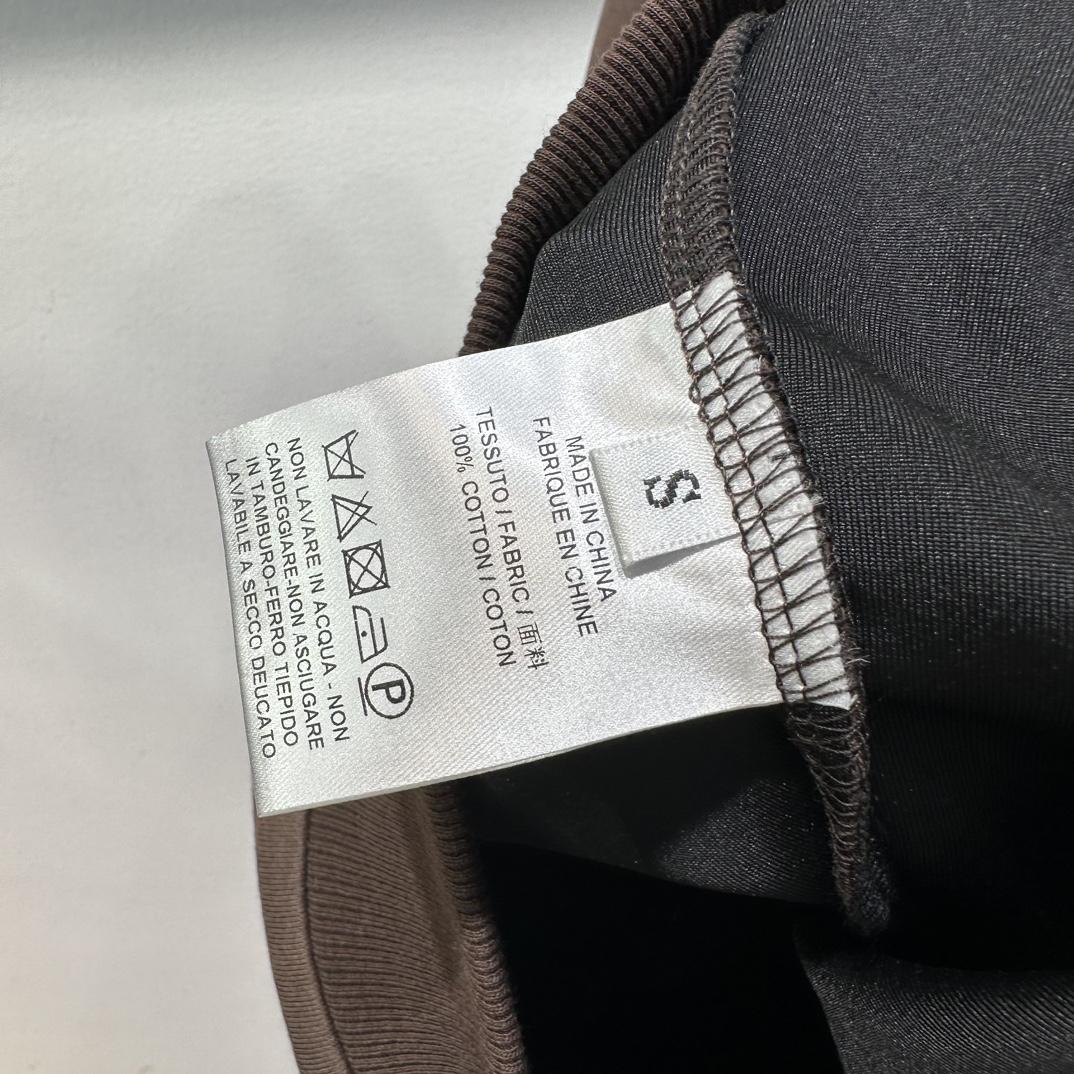 S
MADE IN CHINA
FABRIQUE EN CHINE
TESSUTO / FABRIC / 面料
100% COTTON / COTON
P
NON LAVARE IN ACQUA - NON
CANDEGGIARE-NON ASCIUGARE
IN TAMBURO-FERRO TIEPIDO
LAVABILE A SECCO DEUCATO